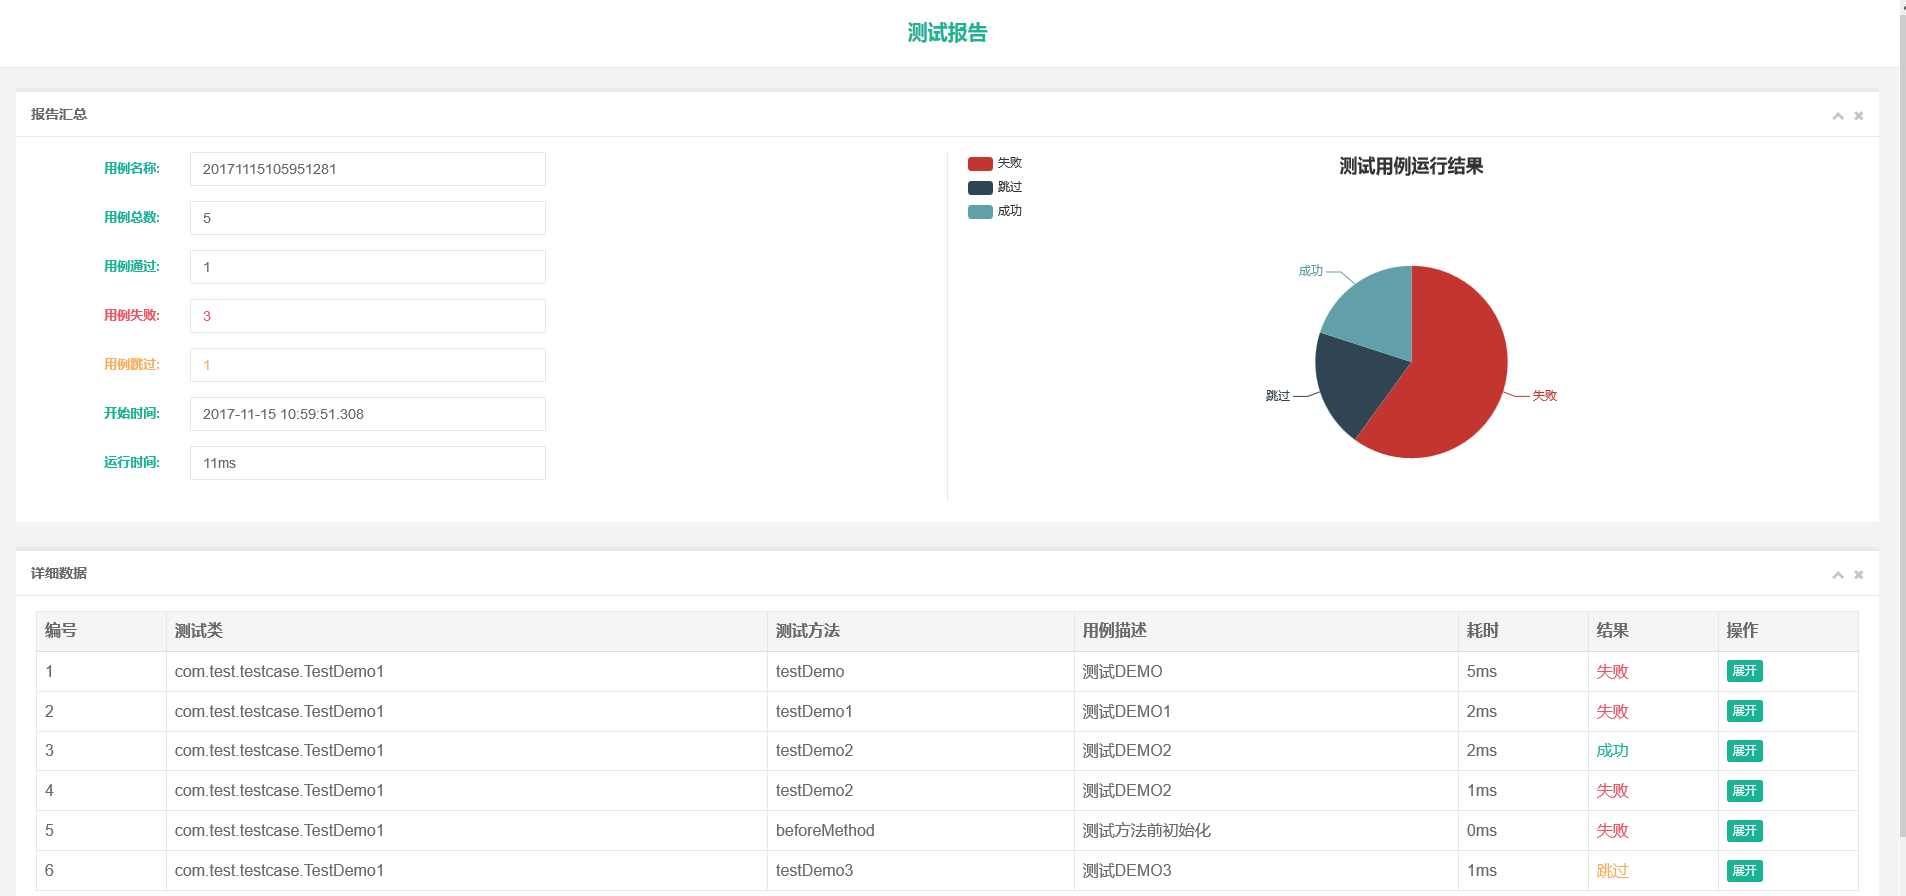 测试报告
报告汇总
用例名称: 20171115105951281
用例总数: 5
用例通过: 1
用例失败: 3
用例跳过: 1
开始时间: 2017-11-15 10:59:51.308
运行时间: 11ms
失败
跳过
成功
测试用例运行结果
成功
跳过
失败
详细数据
编号 测试类 测试方法 用例描述 耗时 结果 操作
1 com.test.testcase.TestDemo1 testDemo 测试DEMO 5ms 失败 展开
2 com.test.testcase.TestDemo1 testDemo1 测试DEMO1 2ms 失败 展开
3 com.test.testcase.TestDemo1 testDemo2 测试DEMO2 2ms 成功 展开
4 com.test.testcase.TestDemo1 testDemo2 测试DEMO2 1ms 失败 展开
5 com.test.testcase.TestDemo1 beforeMethod 测试方法前初始化 0ms 失败 展开
6 com.test.testcase.TestDemo1 testDemo3 测试DEMO3 1ms 跳过 展开